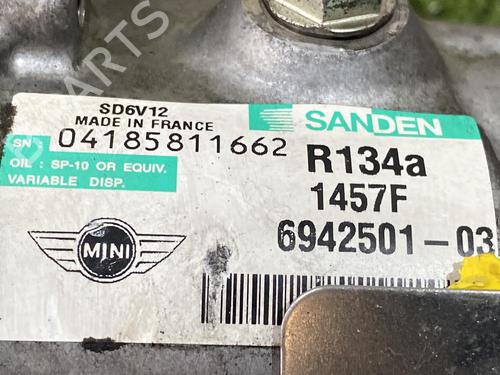 SD6V12
MADE IN FRANCE
SANDEN
SN: 04185811662
R134a
OIL : SP-10 OR EQUIV.
VARIABLE DISP.
1457F
6942501-03
MINI